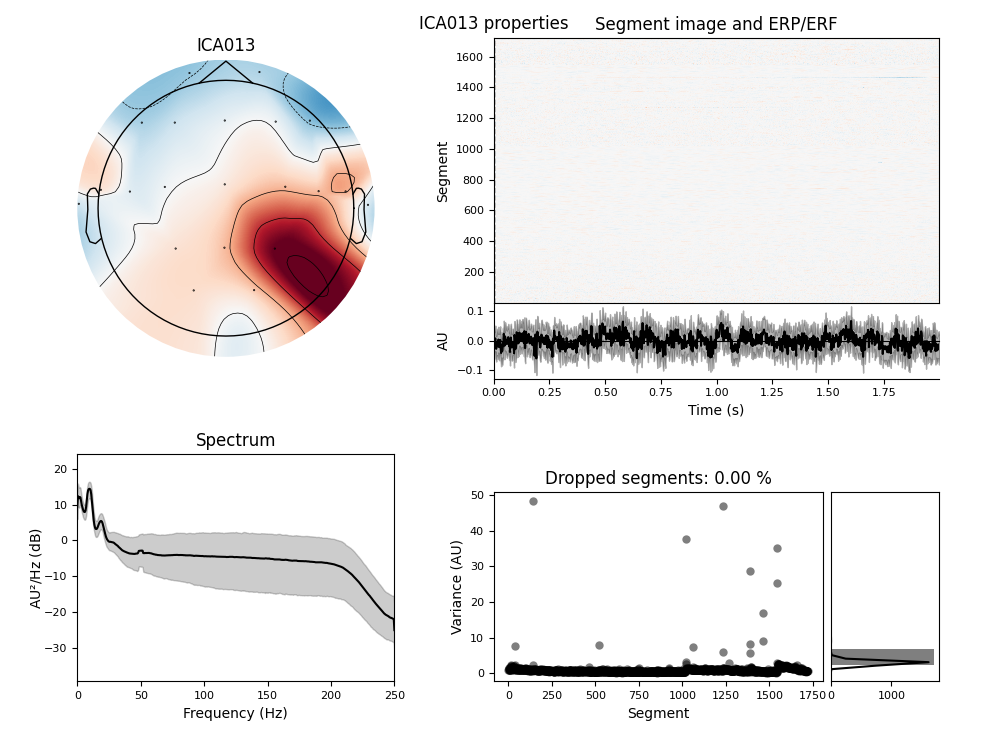 ICA013 properties
ICA013
Segment image and ERP/ERF
1600
1400
1200
1000
800
600
400
200
Segment
0.1
0.0
−0.1
AU
0.00 0.25 0.50 0.75 1.00 1.25 1.50 1.75
Time (s)
Spectrum
20
10
0
−10
−20
−30
AU²/Hz (dB)
0 50 100 150 200 250
Frequency (Hz)
Dropped segments: 0.00 %
50
40
30
20
10
0
Variance (AU)
0 250 500 750 1000 1250 1500 1750
Segment
0 1000